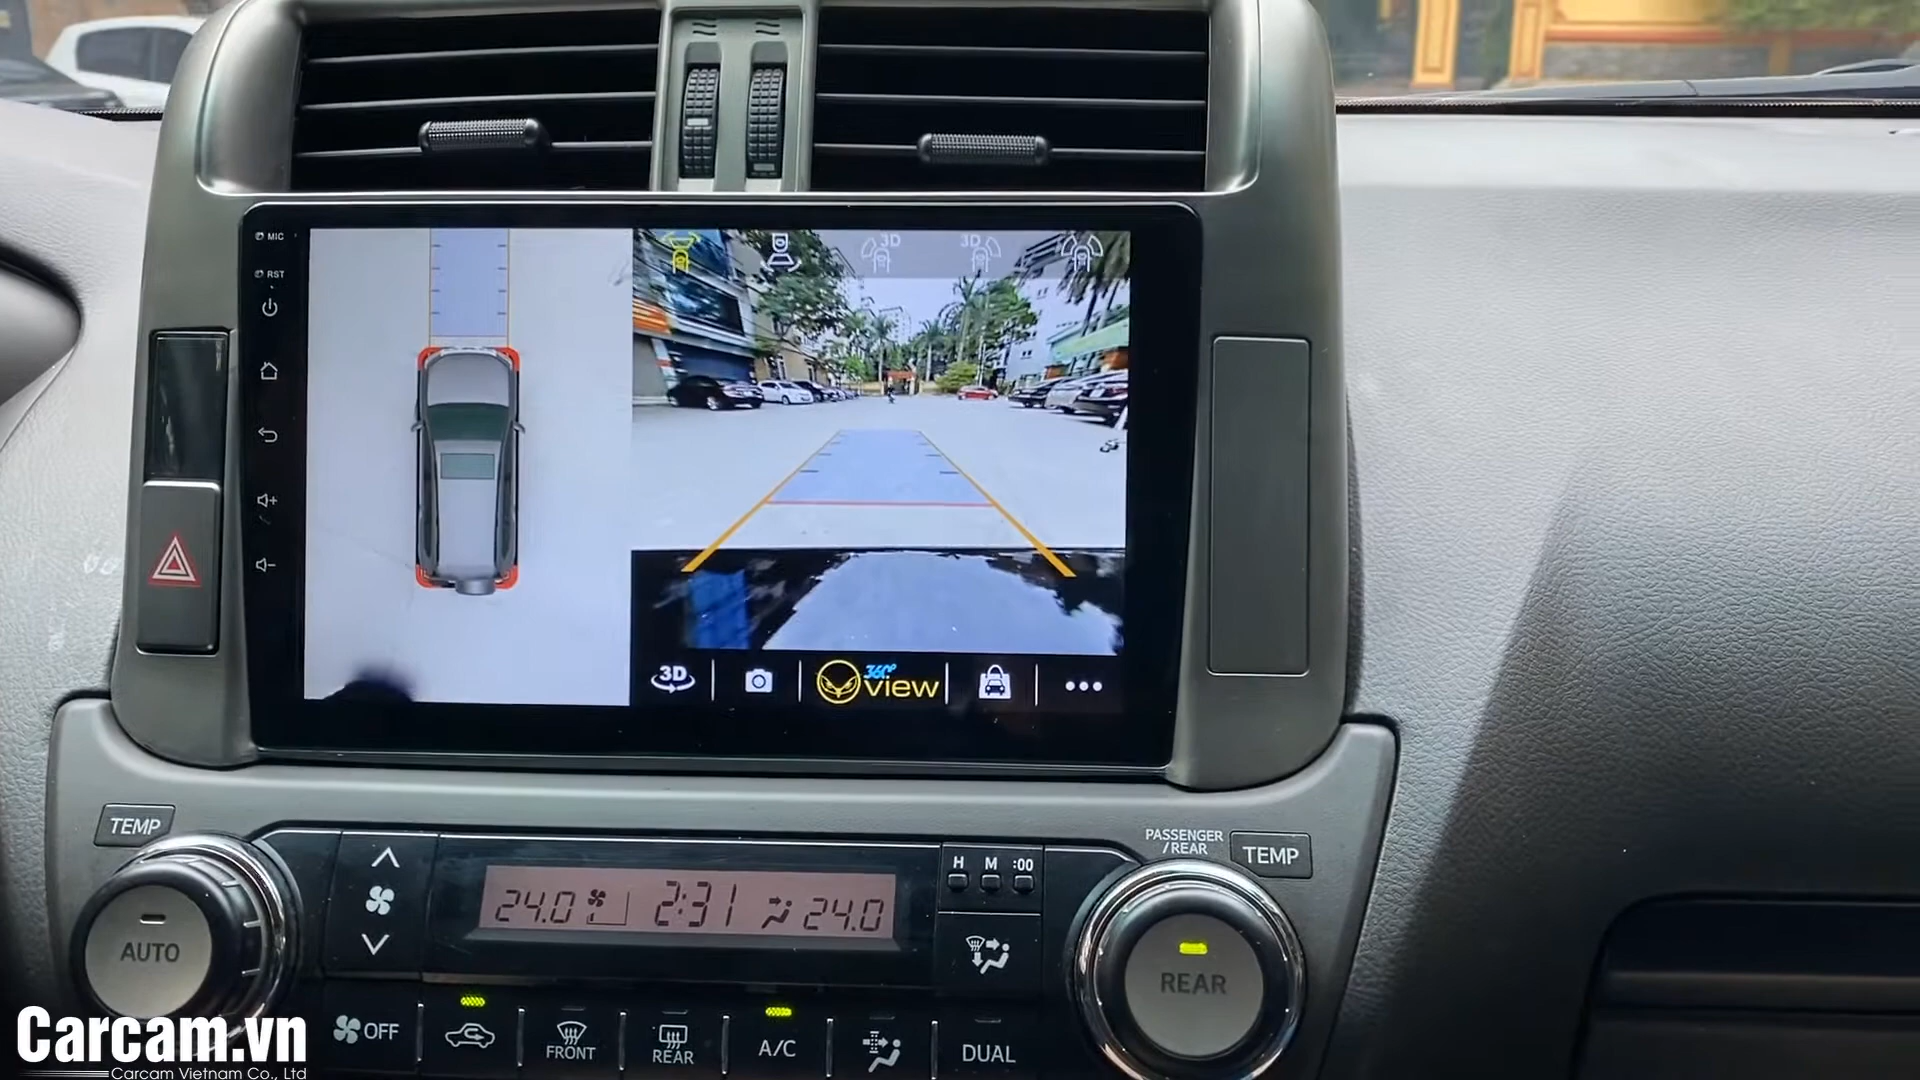 MIC
RST
3D
3D
3D
360°
view
TEMP
PASSENGER
/REAR
TEMP
H M :00
24.0 2:31 24.0
AUTO
REAR
OFF
FRONT
REAR
A/C
DUAL
Carcam.vn
Carcam Vietnam Co., Ltd